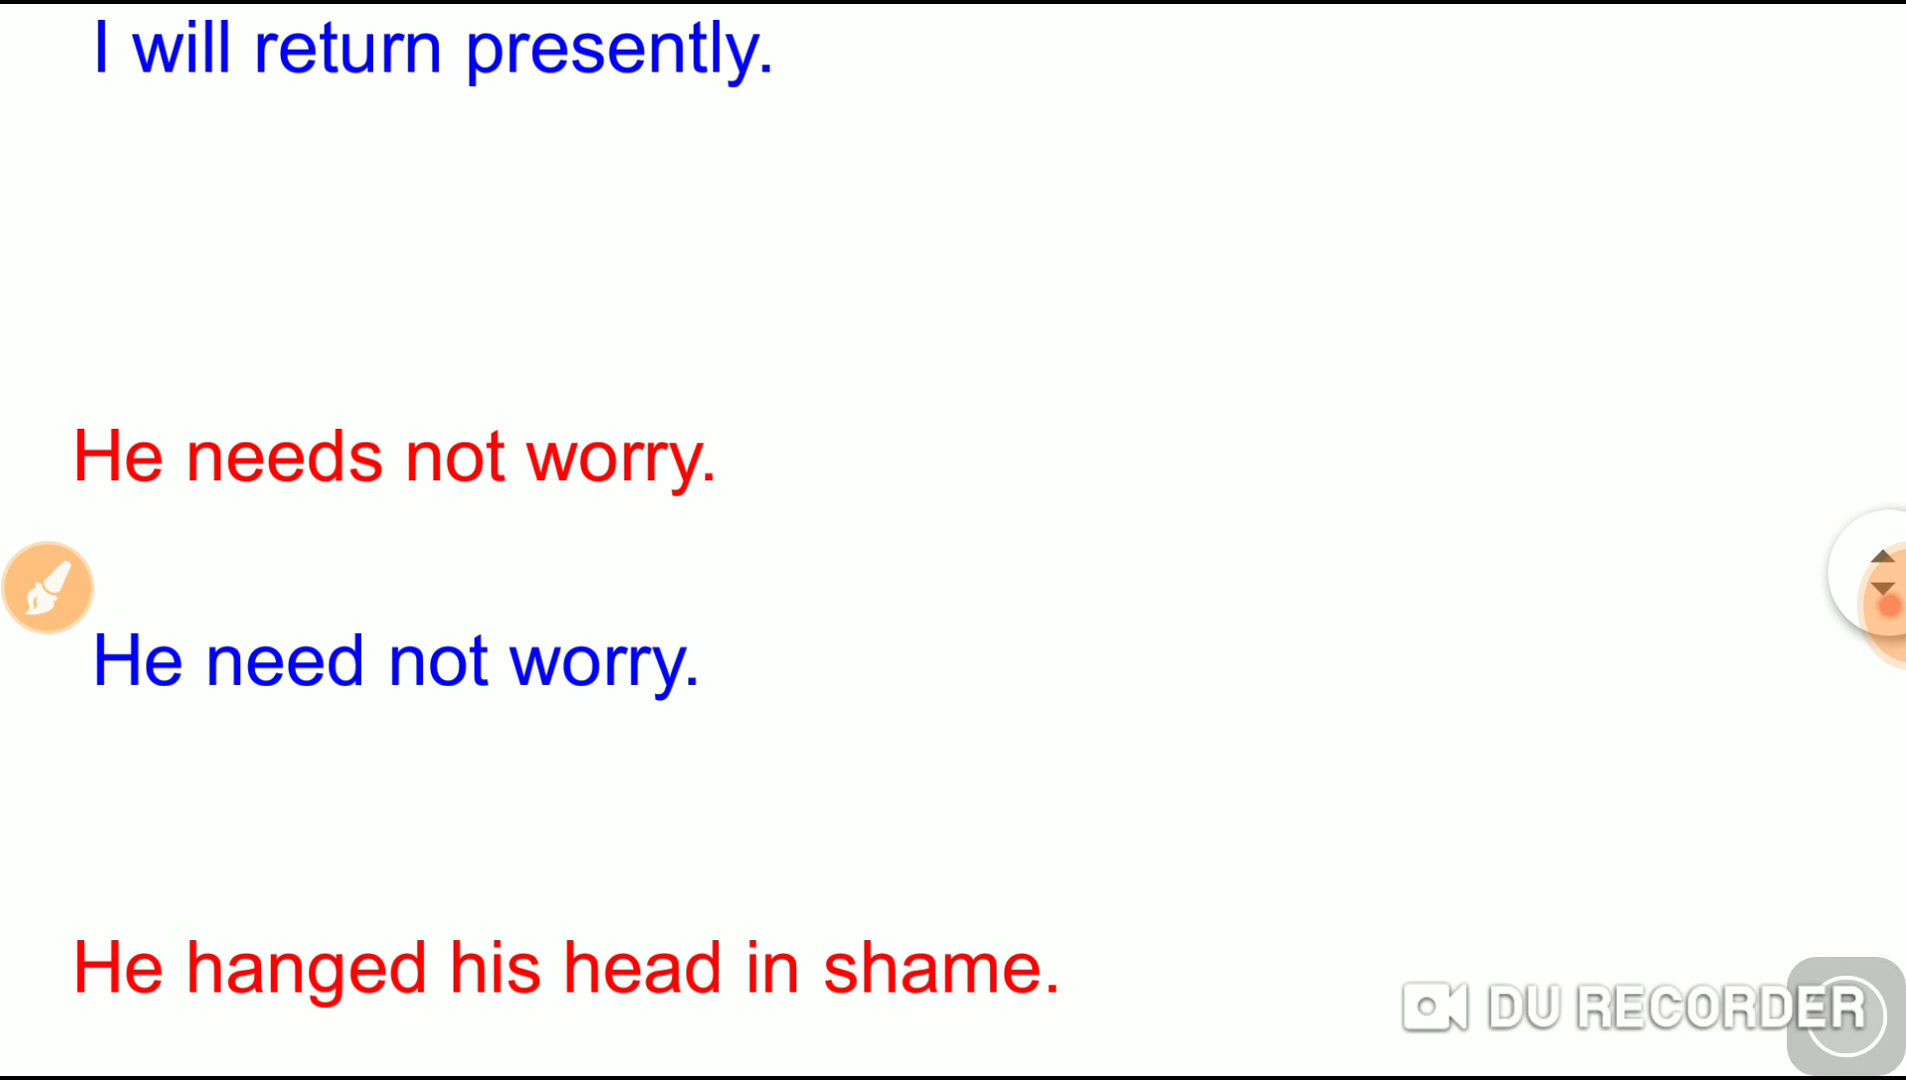 I will return presently.
He needs not worry.
He need not worry.
He hanged his head in shame.
DU RECORDER